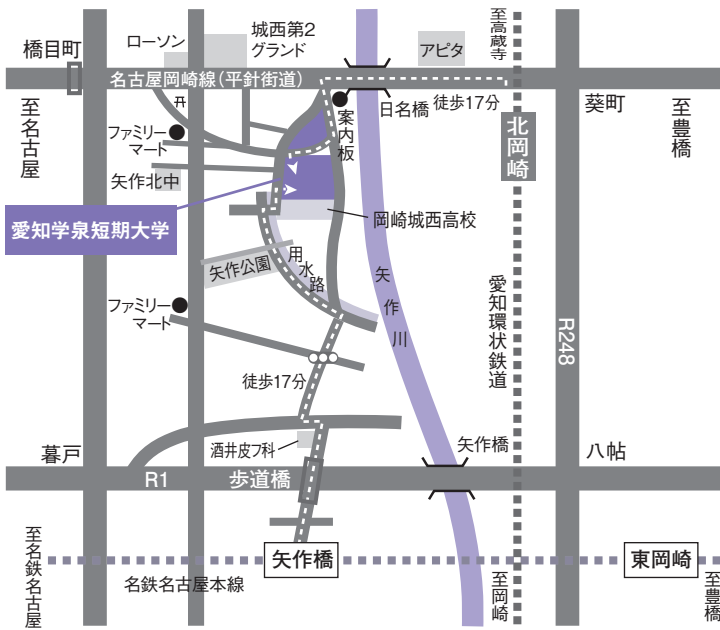 至高蔵寺
城西第2
グランド
ローソン
アピタ
橋目町
名古屋岡崎線（平針街道）
徒歩17分
日名橋
葵町
至名古屋
至豊橋
案内板
北岡崎
ファミリー
マート
矢作北中
愛知学泉短期大学
岡崎城西高校
矢作公園
用水路
矢作川
愛知環状鉄道
R248
ファミリー
マート
徒歩17分
酒井皮フ科
矢作橋
暮戸
八帖
R1
歩道橋
至名鉄名古屋
矢作橋
東岡崎
名鉄名古屋本線
至岡崎
至豊橋